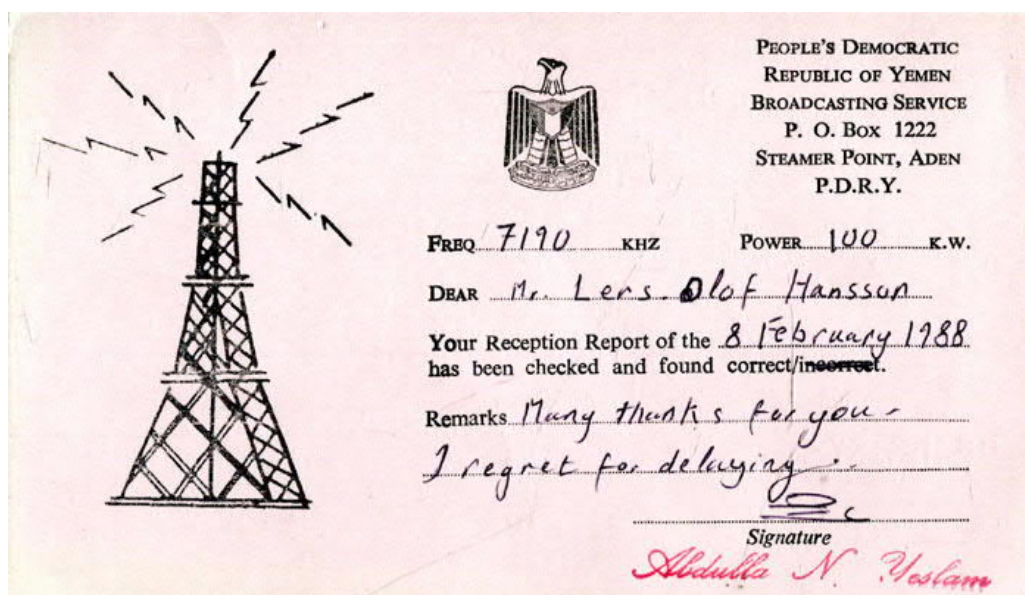 PEOPLE'S DEMOCRATIC
REPUBLIC OF YEMEN
BROADCASTING SERVICE
P. O. BOX 1222
STEAMER POINT, ADEN
P.D.R.Y.
FREQ 7190 KHZ POWER 100 K.W.
DEAR Mr. Lers. Olof Hansson
Your Reception Report of the 8 February 1988
has been checked and found correct/incorrect.
Remarks Many thanks for you -
I regret for delaying.
Signature
Abdulla N. Yeslam